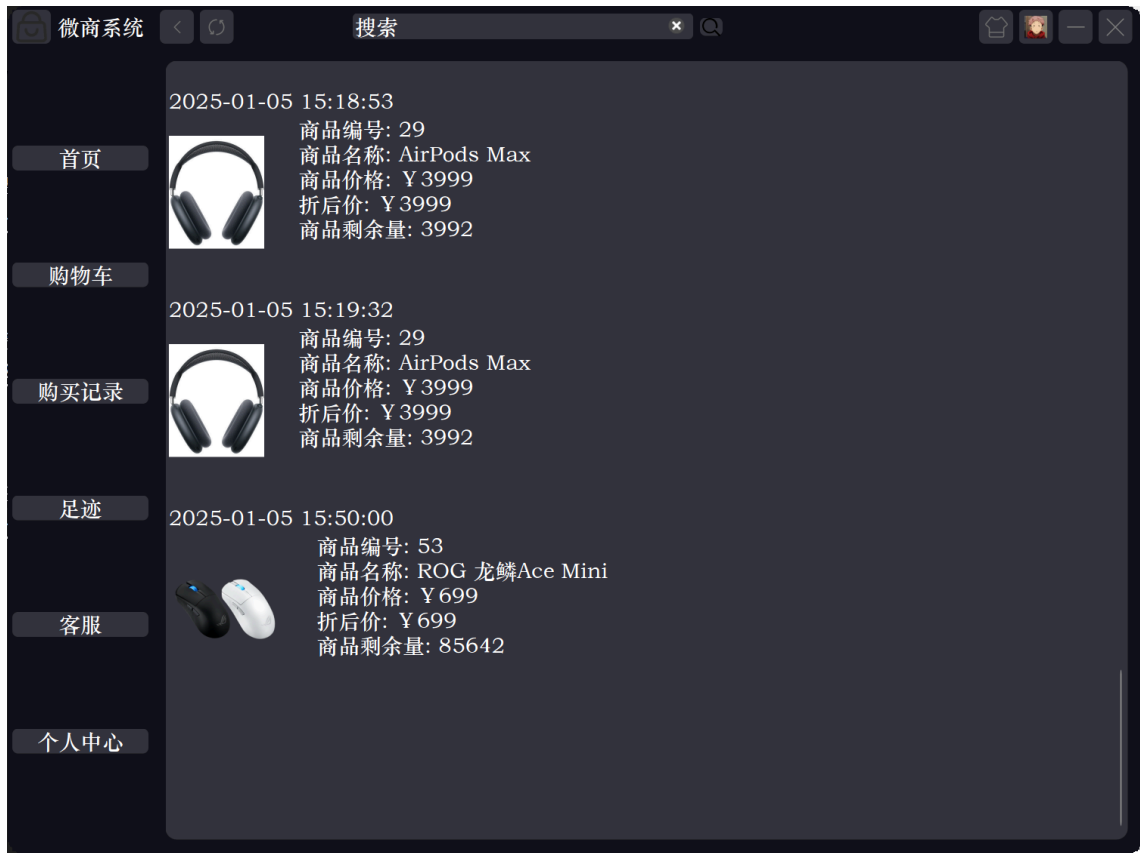 微商系统
搜索
首页
购物车
购买记录
足迹
客服
个人中心
2025-01-05 15:18:53
商品编号: 29
商品名称: AirPods Max
商品价格: ￥3999
折后价: ￥3999
商品剩余量: 3992
2025-01-05 15:19:32
商品编号: 29
商品名称: AirPods Max
商品价格: ￥3999
折后价: ￥3999
商品剩余量: 3992
2025-01-05 15:50:00
商品编号: 53
商品名称: ROG 龙鳞Ace Mini
商品价格: ￥699
折后价: ￥699
商品剩余量: 85642